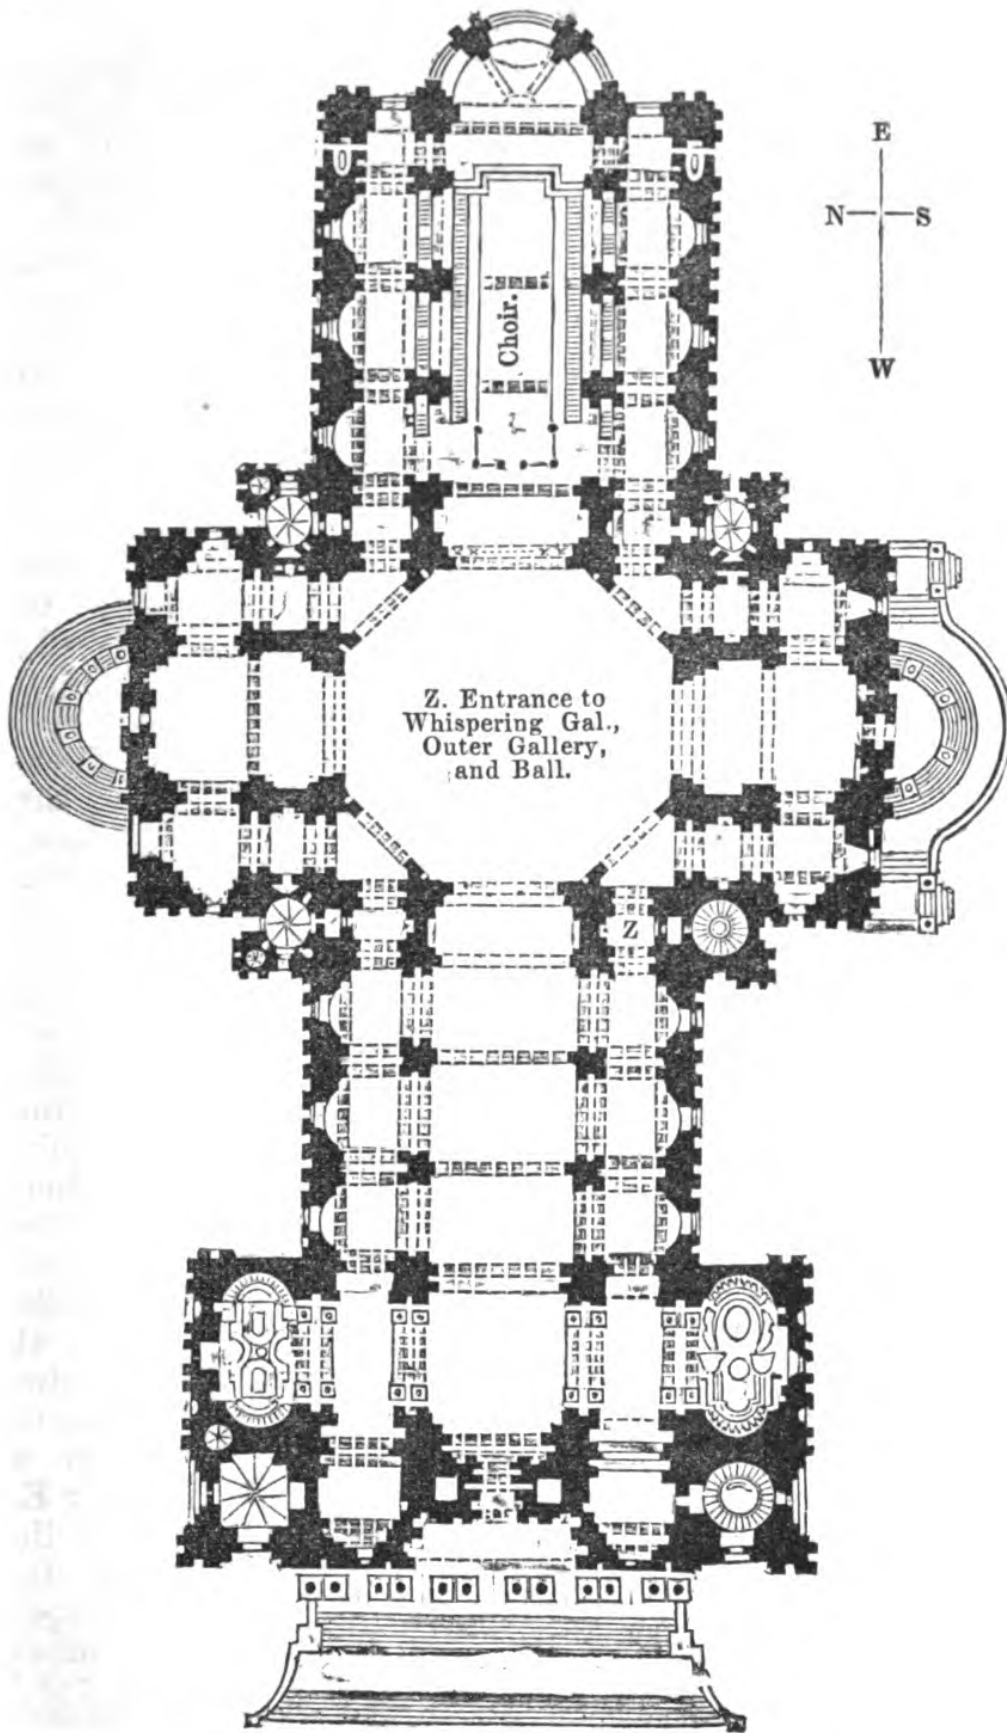 E
N S
W
Choir.
Z. Entrance to
Whispering Gal.,
Outer Gallery,
and Ball.
Z